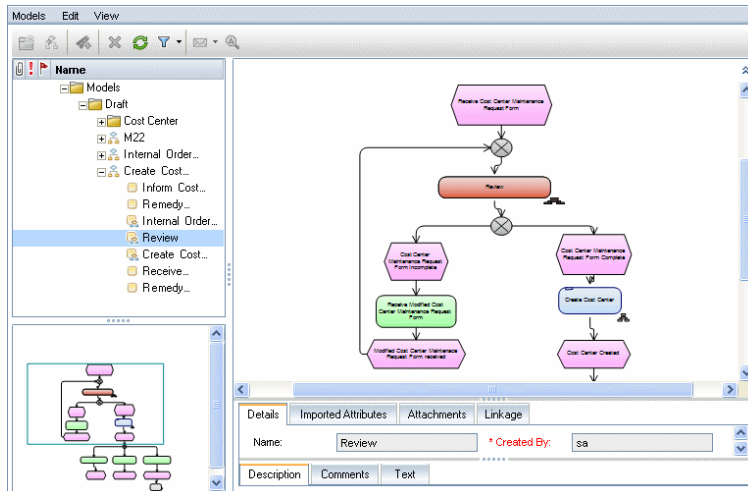 Models Edit View
Name
Models
Draft
Cost Center
M22
Internal Order...
Create Cost...
Inform Cost...
Remedy...
Internal Order...
Review
Create Cost...
Receive...
Remedy...
Receive Cost Center Maintenance
Request Form
Review
Cost Center
Maintenance Request
Form Incomplete
Cost Center Maintenance
Request Form Complete
Receive Modified Cost
Center Maintenance Request
Form
Create Cost Center
Modified Cost Center Maintenace
Request Form received
Cost Center Created
Details Imported Attributes Attachments Linkage
Name: Review * Created By: sa
Description Comments Text